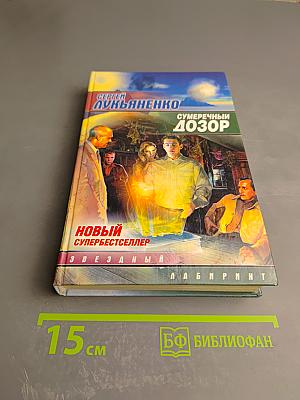 СЕРГЕЙ
ЛУКЬЯНЕНКО
СУМЕРЕЧНЫЙ
ДОЗОР
НОВЫЙ
СУПЕРБЕСТСЕЛЛЕР
ЗВЕЗДНЫЙ
ЛАБИРИНТ
15 СМ
БФ БИБЛИОФАН